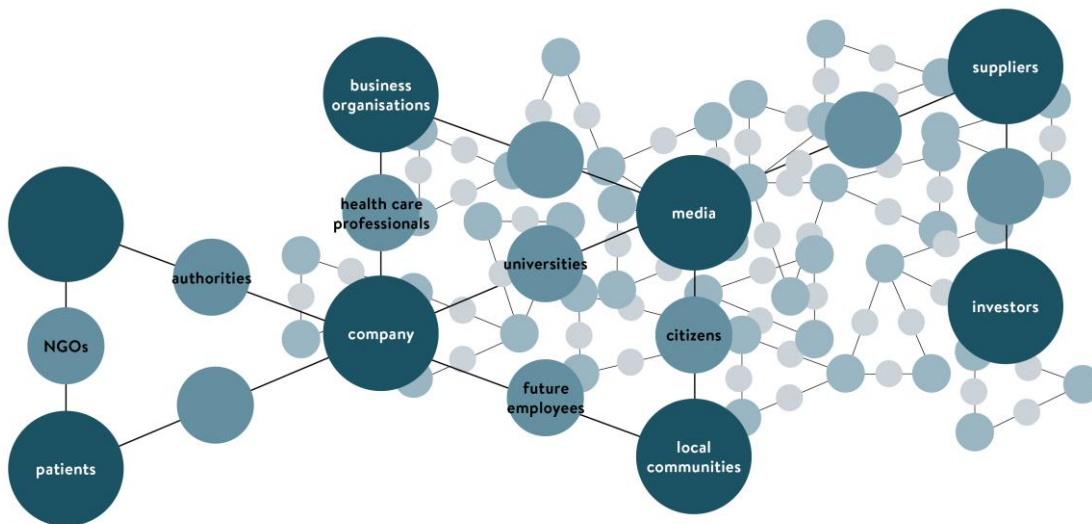 suppliers
business
organisations
health care
professionals
media
authorities
universities
NGOs
company
citizens
investors
future
employees
patients
local
communities